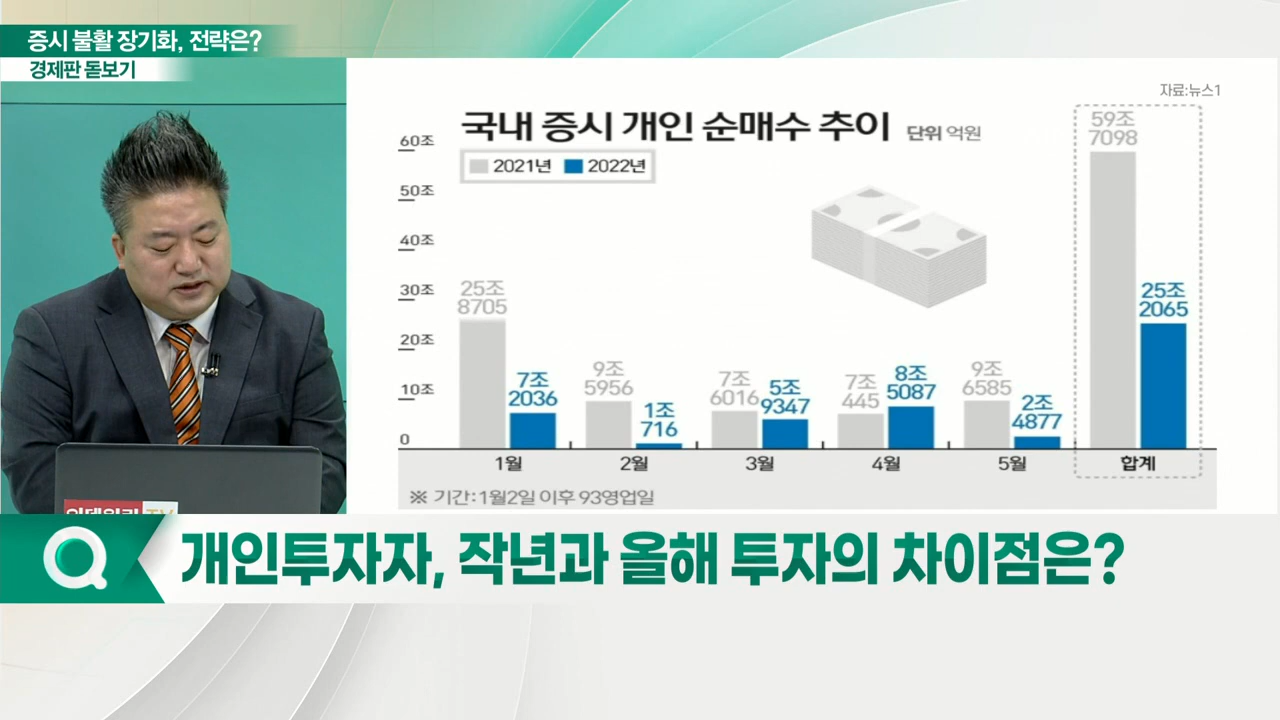 증시 불활 장기화, 전략은?
경제판 돋보기
자료:뉴스1
국내 증시 개인 순매수 추이 단위 억원
2021년 2022년
60조
50조
40조
30조
20조
10조
0
25조
8705
7조
2036
9조
5956
1조
716
7조
6016
5조
9347
7조
445
8조
5087
9조
6585
2조
4877
59조
7098
25조
2065
1월 2월 3월 4월 5월 합계
※ 기간:1월2일 이후 93영업일
이데일리 TV
개인투자자, 작년과 올해 투자의 차이점은?